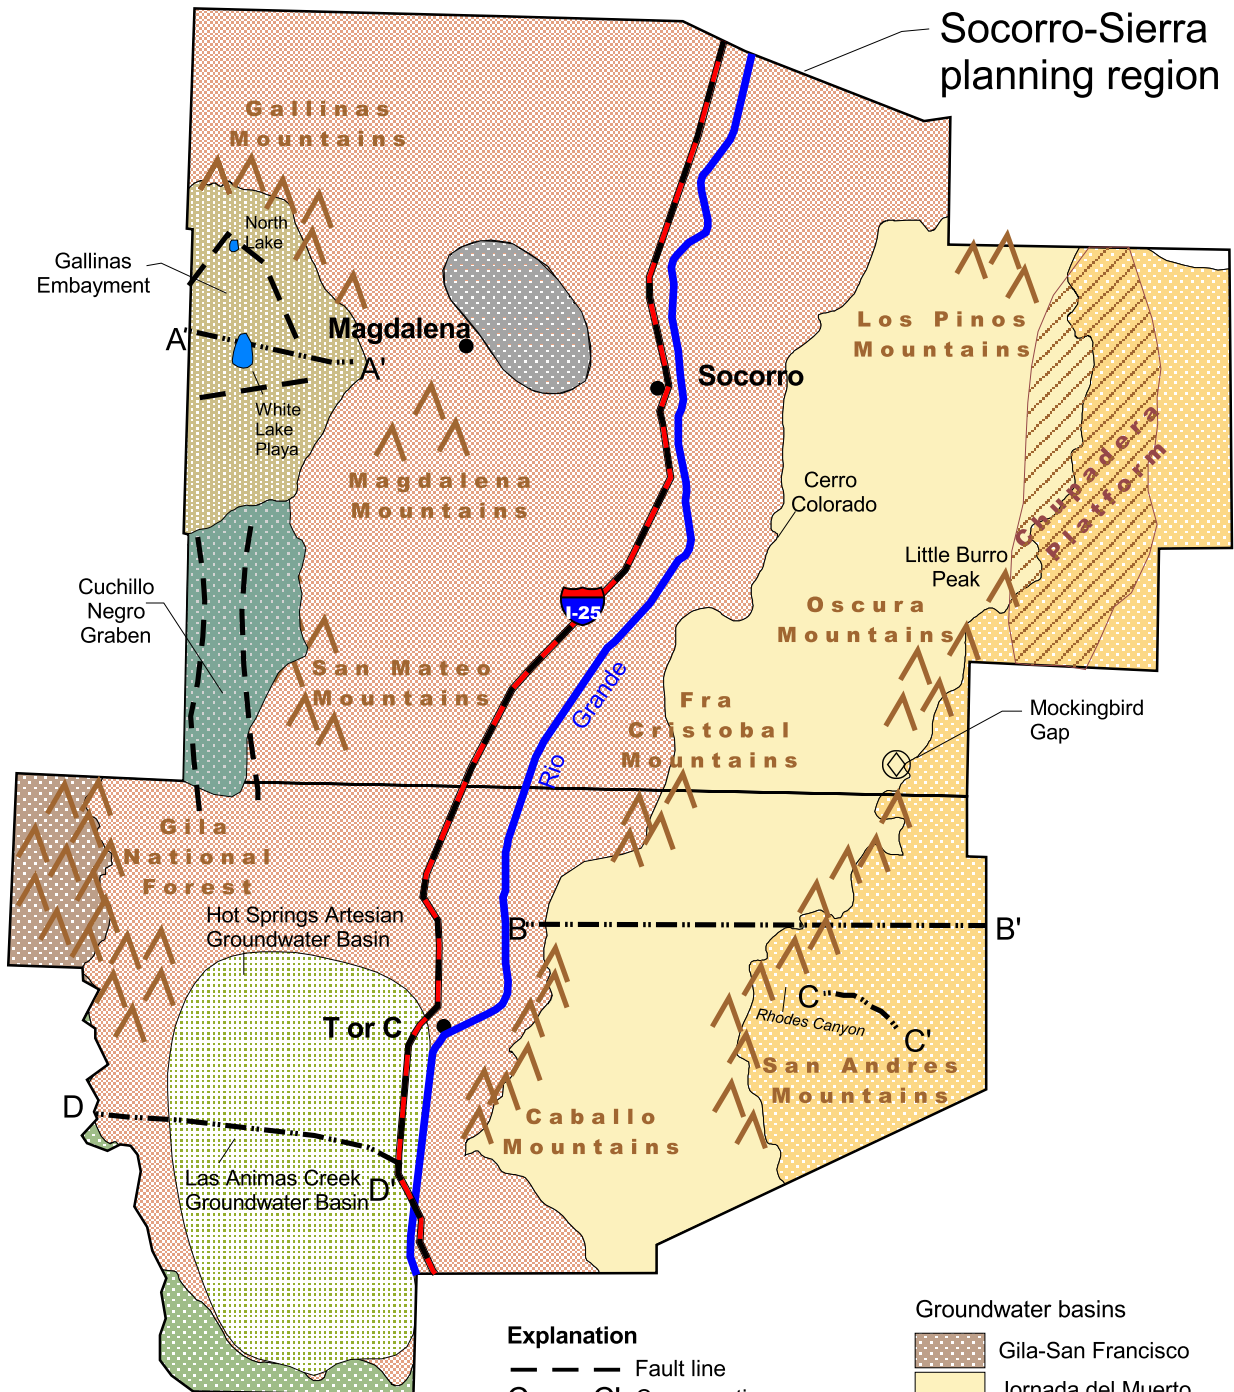 Socorro-Sierra
planning region
Gallinas
Mountains
North
Lake
Gallinas
Embayment
A
A'
White
Lake
Playa
Magdalena
Socorro
Los Pinos
Mountains
Chupadera
Platform
Magdalena
Mountains
Cerro
Colorado
Little Burro
Peak
Cuchillo
Negro
Graben
I-25
Oscura
Mountains
San Mateo
Mountains
Rio Grande
Fra
Cristobal
Mountains
Mockingbird
Gap
Gila
National
Forest
Hot Springs Artesian
Groundwater Basin
B
B'
T or C
C
C'
Rhodes Canyon
San Andres
Mountains
D
D'
Caballo
Mountains
Las Animas Creek
Groundwater Basin
Explanation
Fault line
Groundwater basins
Gila-San Francisco
Jornada del Muerto